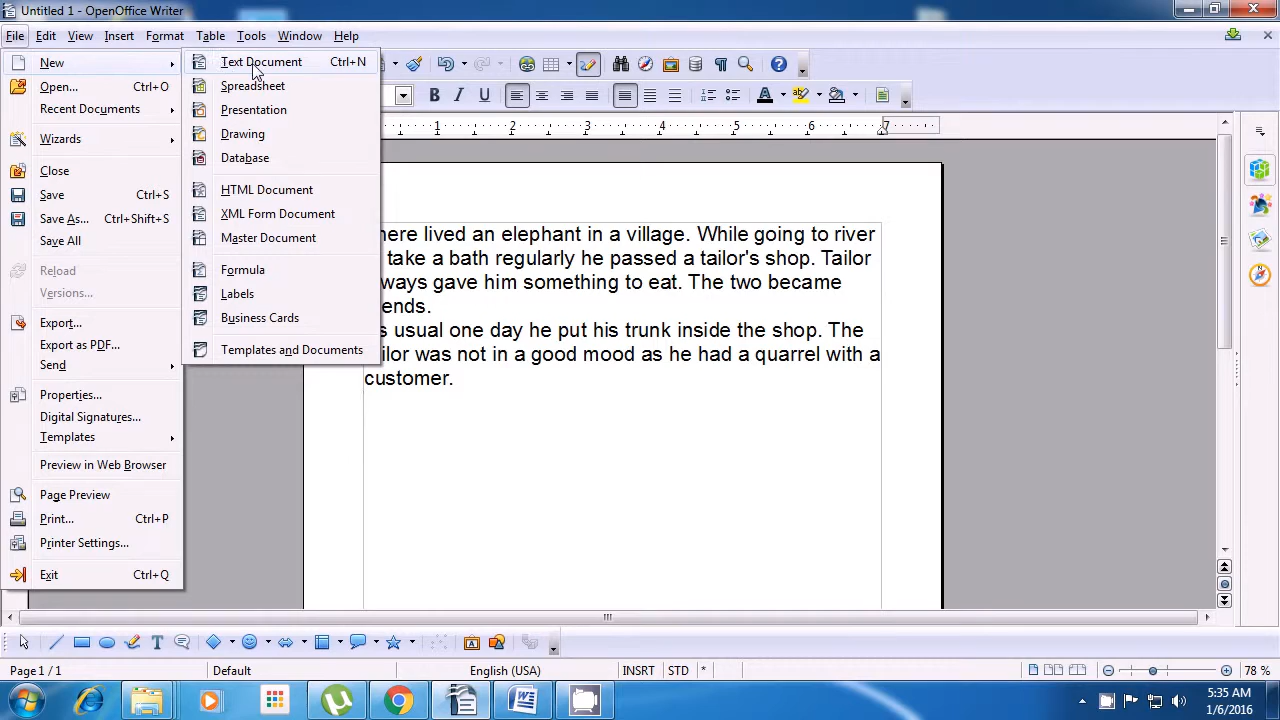 Untitled 1 - OpenOffice Writer
File Edit View Insert Format Table Tools Window Help
New
Open... Ctrl+O
Recent Documents
Wizards
Close
Save Ctrl+S
Save As... Ctrl+Shift+S
Save All
Reload
Versions...
Export...
Export as PDF...
Send
Properties...
Digital Signatures...
Templates
Preview in Web Browser
Page Preview
Print... Ctrl+P
Printer Settings...
Exit Ctrl+Q
Text Document Ctrl+N
Spreadsheet
Presentation
Drawing
Database
HTML Document
XML Form Document
Master Document
Formula
Labels
Business Cards
Templates and Documents
1 2 3 4 5 6 7
lived an elephant in a village. While going to river
take a bath regularly he passed a tailor's shop. Tailor
gave him something to eat. The two became
usual one day he put his trunk inside the shop. The
was not in a good mood as he had a quarrel with a
customer.
Page 1 / 1 Default English (USA) INSRT STD * 78 %
5:35 AM
1/6/2016